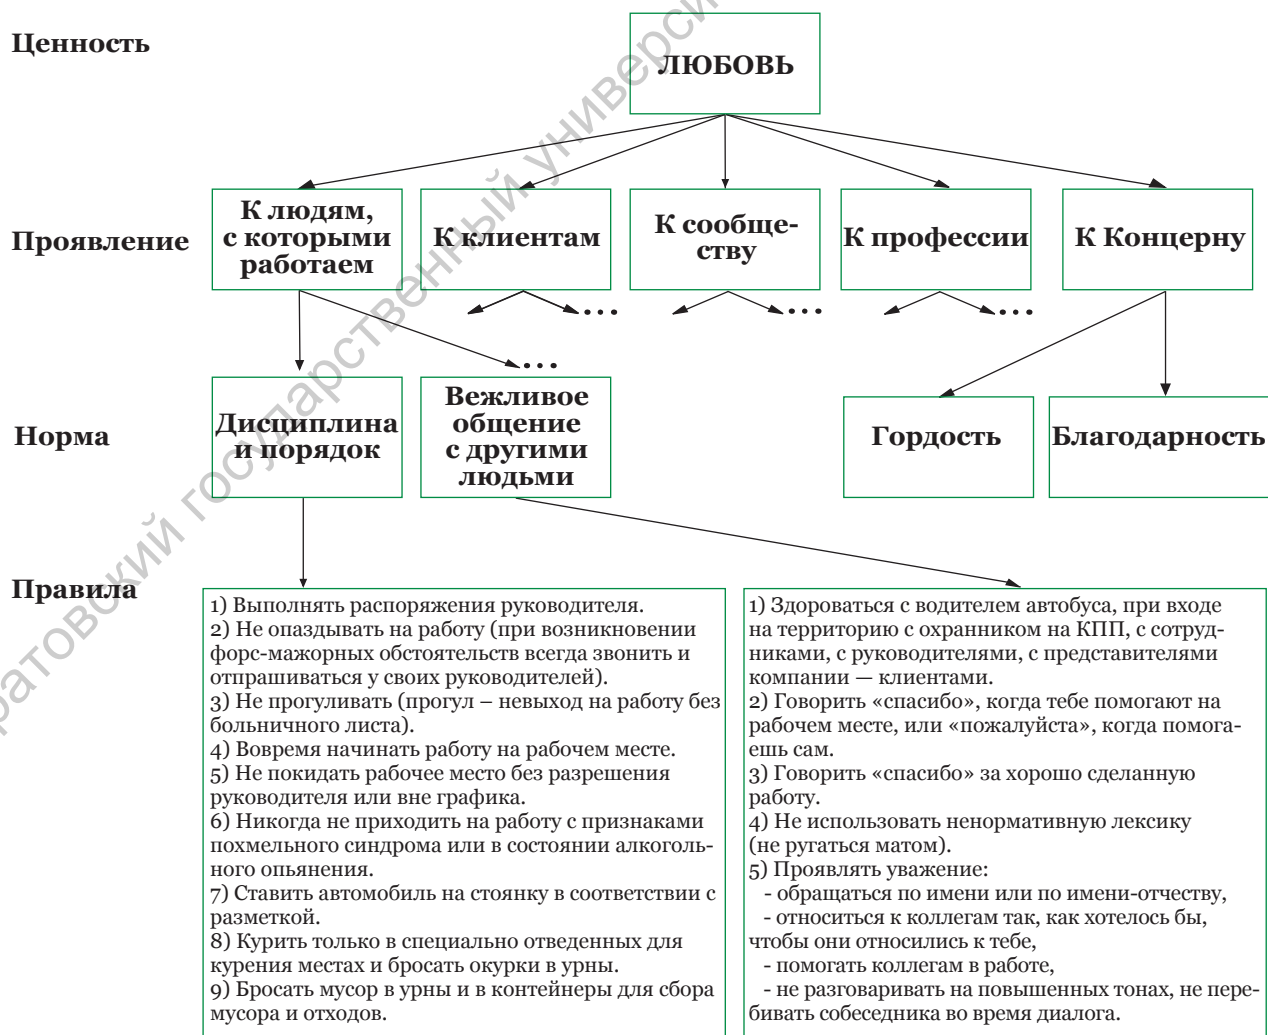 Ценность
ЛЮБОВЬ
Проявление
К людям,
с которыми
работаем
К клиентам
К сообще-
ству
К профессии
К Концерну
...
...
...
...
Норма
Дисциплина
и порядок
Вежливое
общение
с другими
людьми
Гордость
Благодарность
Правила
1) Выполнять распоряжения руководителя.
2) Не опаздывать на работу (при возникновении
форс-мажорных обстоятельств всегда звонить и
отпрашиваться у своих руководителей).
3) Не прогуливать (прогул – невыход на работу без
больничного листа).
4) Вовремя начинать работу на рабочем месте.
5) Не покидать рабочее место без разрешения
руководителя или вне графика.
6) Никогда не приходить на работу с признаками
похмельного синдрома или в состоянии алкоголь-
ного опьянения.
7) Ставить автомобиль на стоянку в соответствии с
разметкой.
8) Курить только в специально отведенных для
курения местах и бросать окурки в урны.
9) Бросать мусор в урны и в контейнеры для сбора
мусора и отходов.
1) Здороваться с водителем автобуса, при входе
на территорию с охранником на КПП, с сотруд-
никами, с руководителями, с представителями
компании — клиентами.
2) Говорить «спасибо», когда тебе помогают на
рабочем месте, или «пожалуйста», когда помога-
ешь сам.
3) Говорить «спасибо» за хорошо сделанную
работу.
4) Не использовать ненормативную лексику
(не ругаться матом).
5) Проявлять уважение:
- обращаться по имени или по имени-отчеству,
- относиться к коллегам так, как хотелось бы,
чтобы они относились к тебе,
- помогать коллегам в работе,
- не разговаривать на повышенных тонах, не пере-
бивать собеседника во время диалога.
ратовский государственный универси